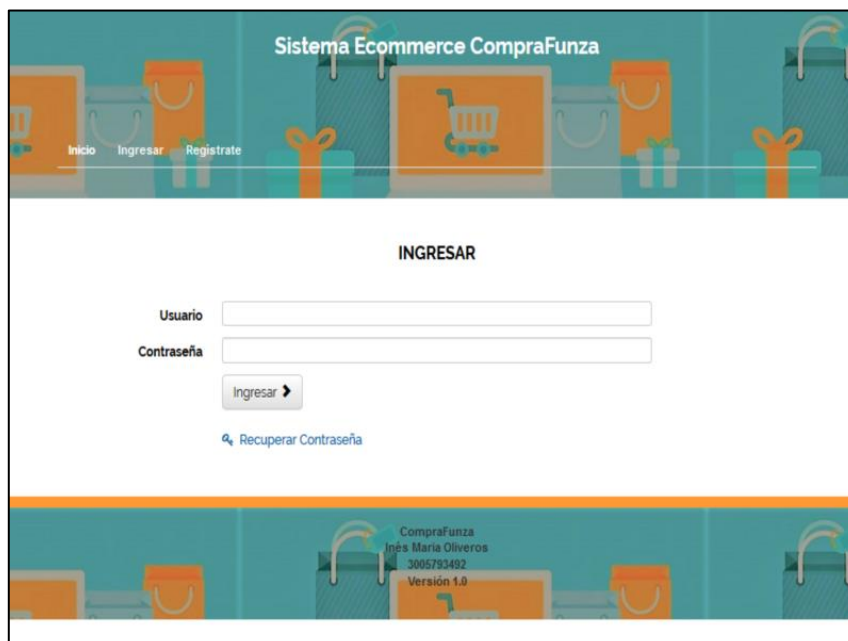 Sistema Ecommerce CompraFunza
Inicio Ingresar Registrate
INGRESAR
Usuario
Contraseña
Ingresar
Recuperar Contraseña
CompraFunza
Inés María Oliveros
3005793492
Versión 1.0